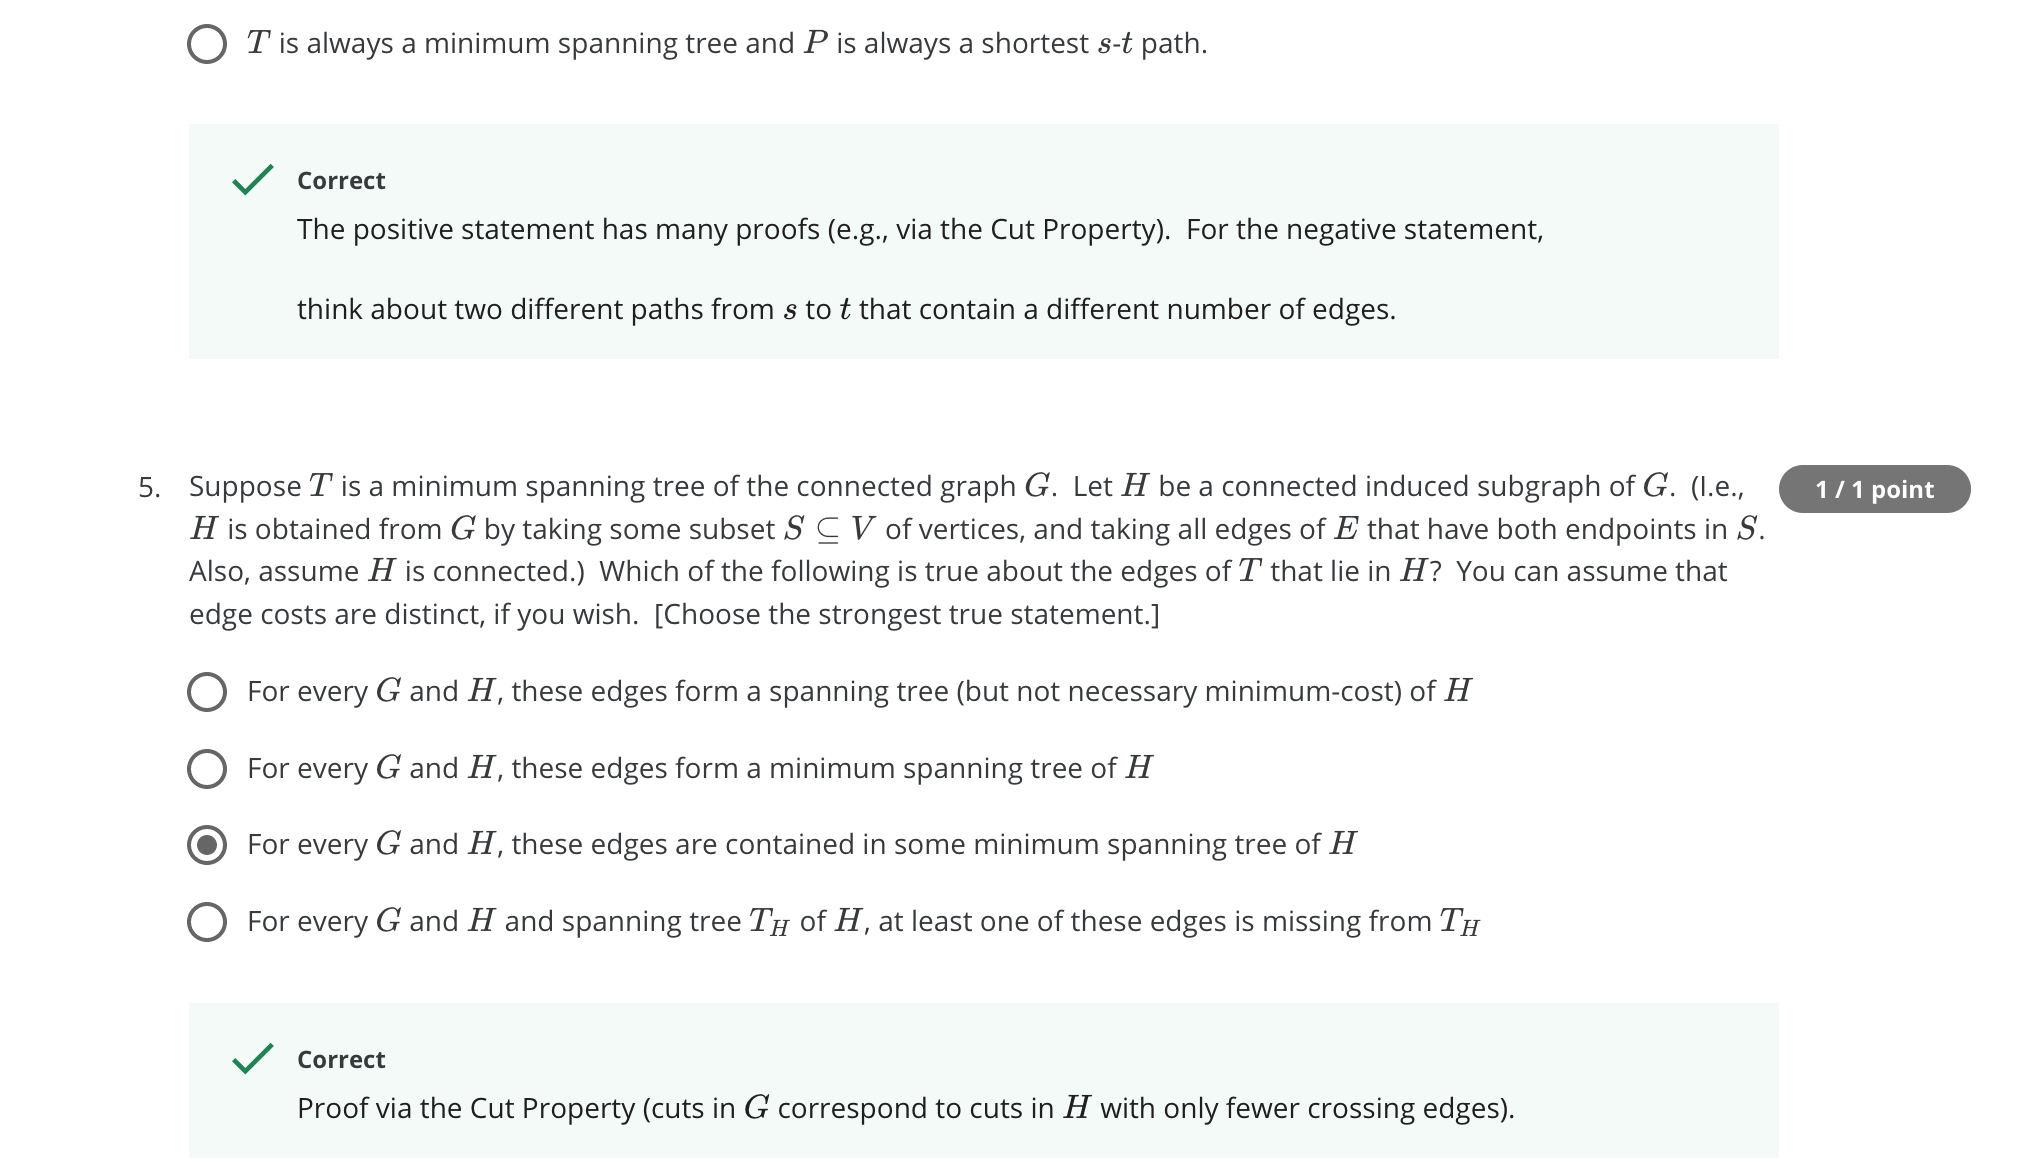 T is always a minimum spanning tree and P is always a shortest s-t path.
Correct
The positive statement has many proofs (e.g., via the Cut Property). For the negative statement,
think about two different paths from s to t that contain a different number of edges.
5. Suppose T is a minimum spanning tree of the connected graph G. Let H be a connected induced subgraph of G. (I.e., 1 / 1 point
H is obtained from G by taking some subset S ⊆ V of vertices, and taking all edges of E that have both endpoints in S.
Also, assume H is connected.) Which of the following is true about the edges of T that lie in H? You can assume that
edge costs are distinct, if you wish. [Choose the strongest true statement.]
For every G and H, these edges form a spanning tree (but not necessary minimum-cost) of H
For every G and H, these edges form a minimum spanning tree of H
For every G and H, these edges are contained in some minimum spanning tree of H
For every G and H and spanning tree T_H of H, at least one of these edges is missing from T_H
Correct
Proof via the Cut Property (cuts in G correspond to cuts in H with only fewer crossing edges).